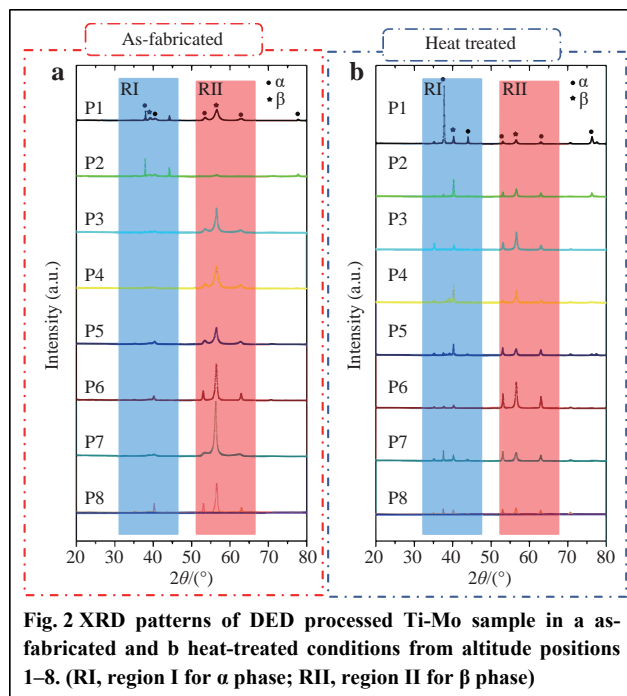 As-fabricated
Heat treated
a
RI
RII
• α
★ β
P1
P2
P3
P4
P5
P6
P7
P8
Intensity (a.u.)
20 30 40 50 60 70 80
2θ/(°)
b
RI
RII
• α
★ β
P1
P2
P3
P4
P5
P6
P7
P8
Intensity (a.u.)
20 30 40 50 60 70 80
2θ/(°)
Fig. 2 XRD patterns of DED processed Ti-Mo sample in a as-
fabricated and b heat-treated conditions from altitude positions
1–8. (RI, region I for α phase; RII, region II for β phase)